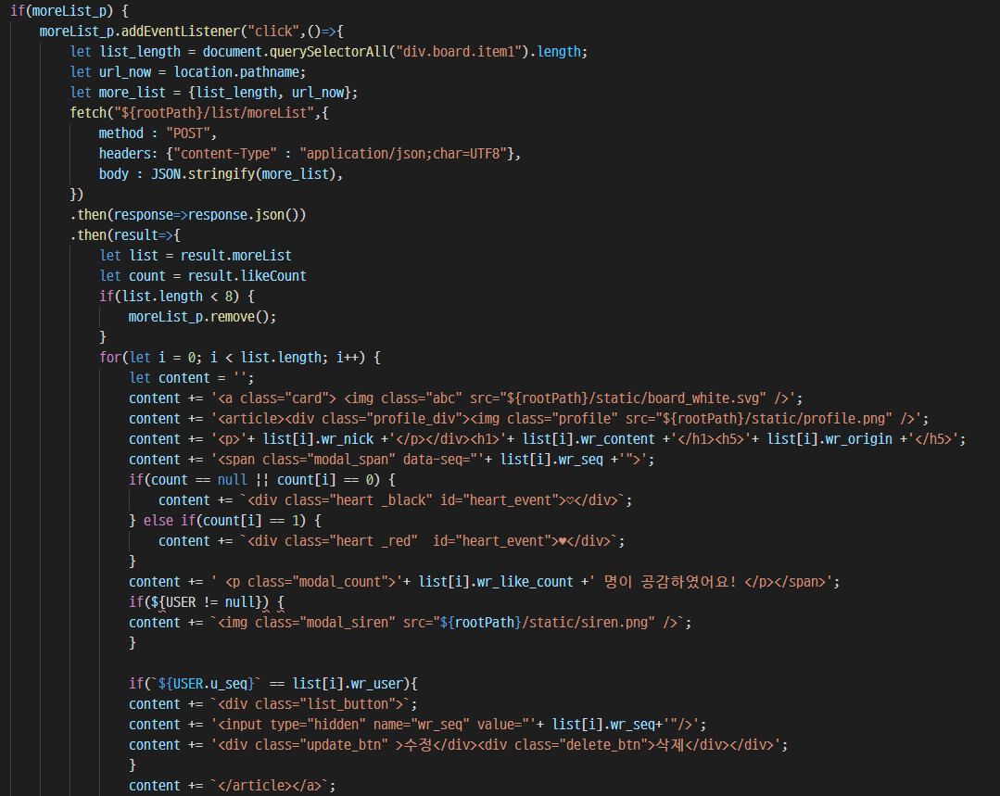 if(moreList_p) {
moreList_p.addEventListener("click",()=>{
let list_length = document.querySelectorAll("div.board.item1").length;
let url_now = location.pathname;
let more_list = {list_length, url_now};
fetch("${rootPath}/list/moreList",{
method : "POST",
headers: {"content-Type" : "application/json;char=UTF8"},
body : JSON.stringify(more_list),
})
.then(response=>response.json())
.then(result=>{
let list = result.moreList
let count = result.likeCount
if(list.length < 8) {
moreList_p.remove();
}
for(let i = 0; i < list.length; i++) {
let content = '';
content += '<a class="card"> <img class="abc" src="${rootPath}/static/board_white.svg" />';
content += '<article><div class="profile_div"><img class="profile" src="${rootPath}/static/profile.png" />';
content += '<p>'+ list[i].wr_nick +'</p></div><h1>'+ list[i].wr_content +'</h1><h5>'+ list[i].wr_origin +'</h5>';
content += '<span class="modal_span" data-seq="'+ list[i].wr_seq +'">';
if(count == null || count[i] == 0) {
content += `<div class="heart _black" id="heart_event">♡</div>`;
} else if(count[i] == 1) {
content += `<div class="heart _red"  id="heart_event">♥</div>`;
}
content += ' <p class="modal_count">'+ list[i].wr_like_count +' 명이 공감하였어요! </p></span>';
if(${USER != null}) {
content += `<img class="modal_siren" src="${rootPath}/static/siren.png" />`;
}
if(`${USER.u_seq}` == list[i].wr_user){
content += `<div class="list_button">`;
content += '<input type="hidden" name="wr_seq" value="'+ list[i].wr_seq+'"/>';
content += '<div class="update_btn" >수정</div><div class="delete_btn">삭제</div></div>';
}
content += `</article></a>`;